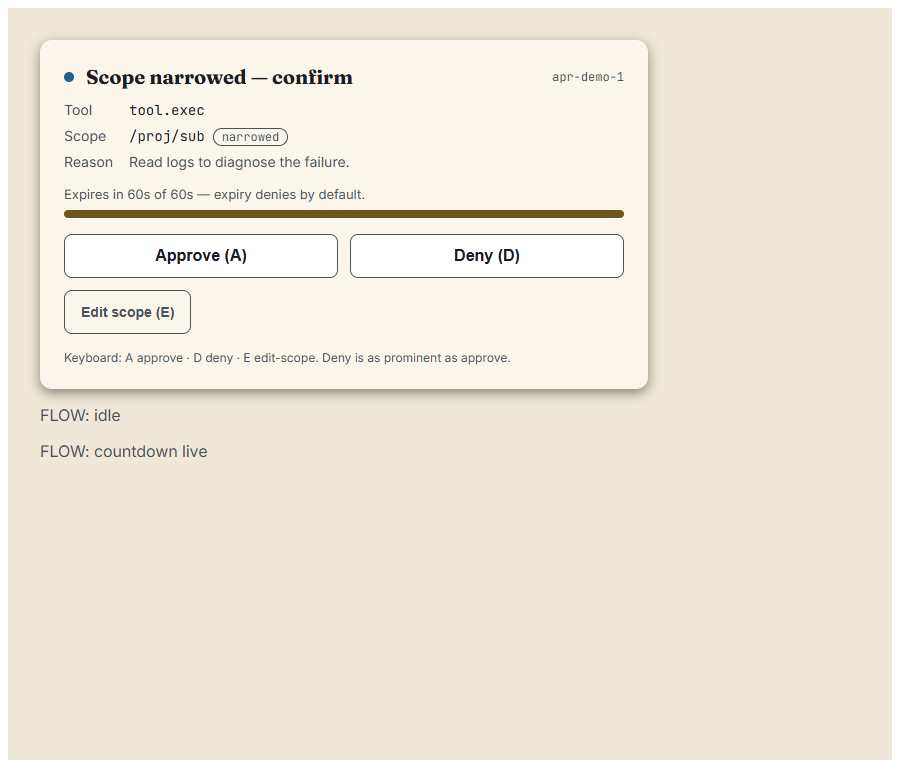 Scope narrowed — confirm apr-demo-1
Tool tool.exec
Scope /proj/sub narrowed
Reason Read logs to diagnose the failure.
Expires in 60s of 60s — expiry denies by default.
Approve (A) Deny (D)
Edit scope (E)
Keyboard: A approve · D deny · E edit-scope. Deny is as prominent as approve.
FLOW: idle
FLOW: countdown live